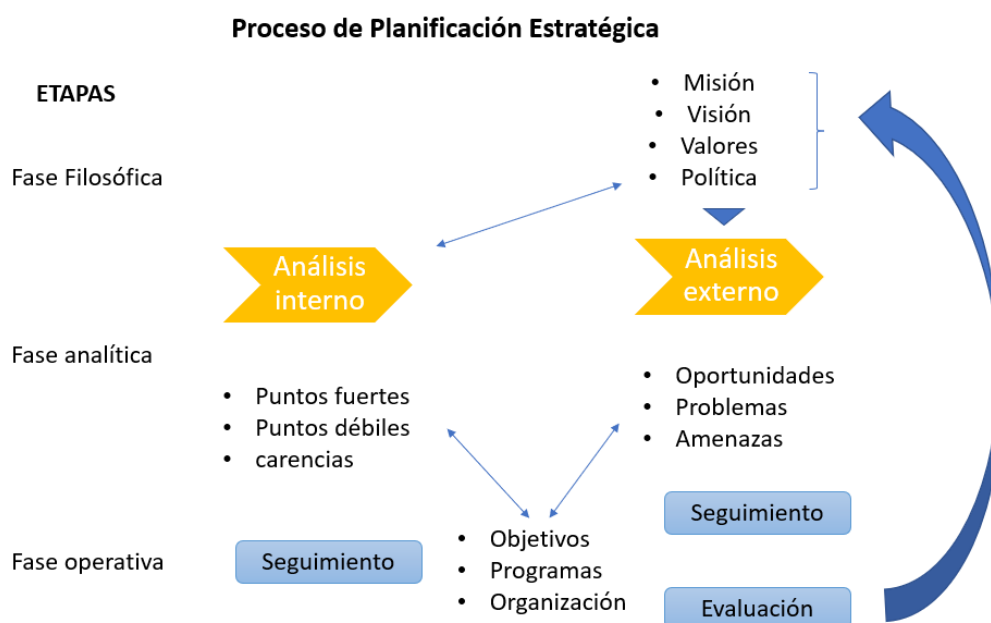 Proceso de Planificación Estratégica
ETAPAS
• Misión
• Visión
• Valores
• Política
Fase Filosófica
Análisis
interno
Análisis
externo
Fase analítica
• Puntos fuertes
• Puntos débiles
• carencias
• Oportunidades
• Problemas
• Amenazas
Fase operativa
Seguimiento
• Objetivos
• Programas
• Organización
Seguimiento
Evaluación